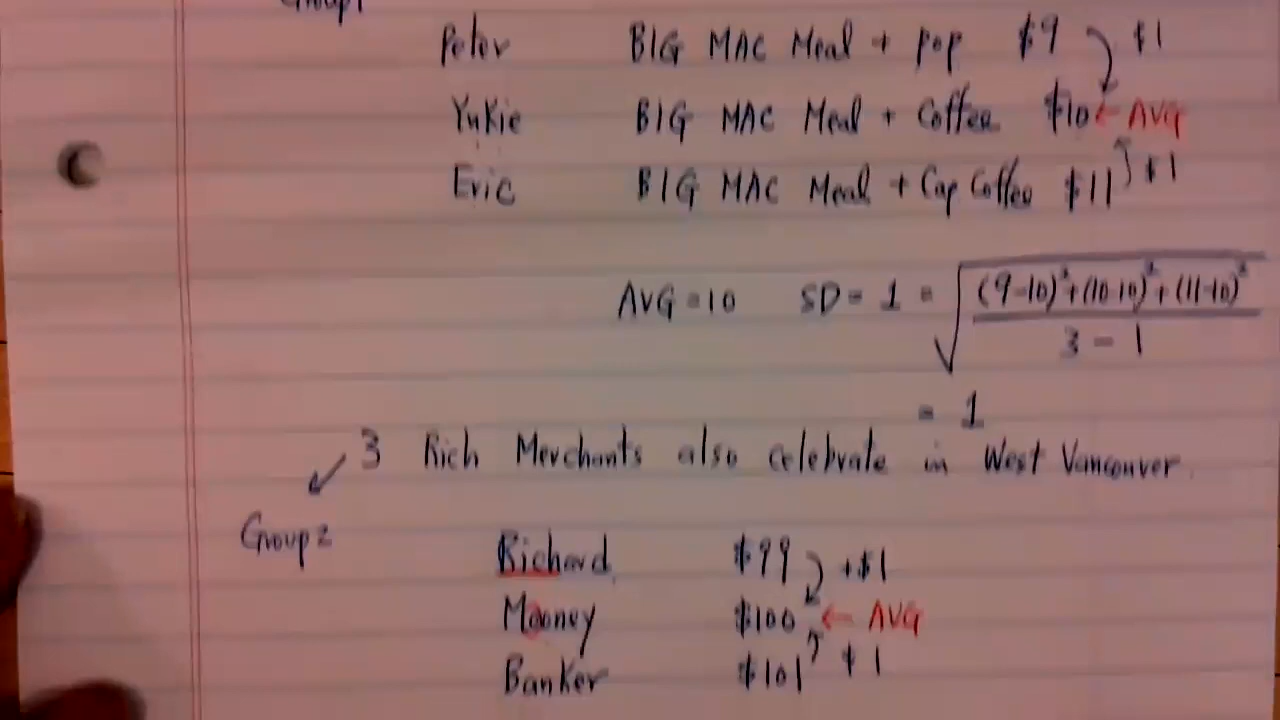 Group 1
Peter BIG MAC Meal + pop $9 $1
Yukie BIG MAC Meal + Coffee $10 ← AVG
Eric BIG MAC Meal + Cap Coffee $11 $1
AVG = 10 SD = 1 = √((9-10)²+(10-10)²+(11-10)²)/(3 - 1)
= 1
3 Rich Merchants also celebrate in West Vancouver.
Group 2
Richard $99 +$1
Mooney $100 ← AVG
Banker $101 $1